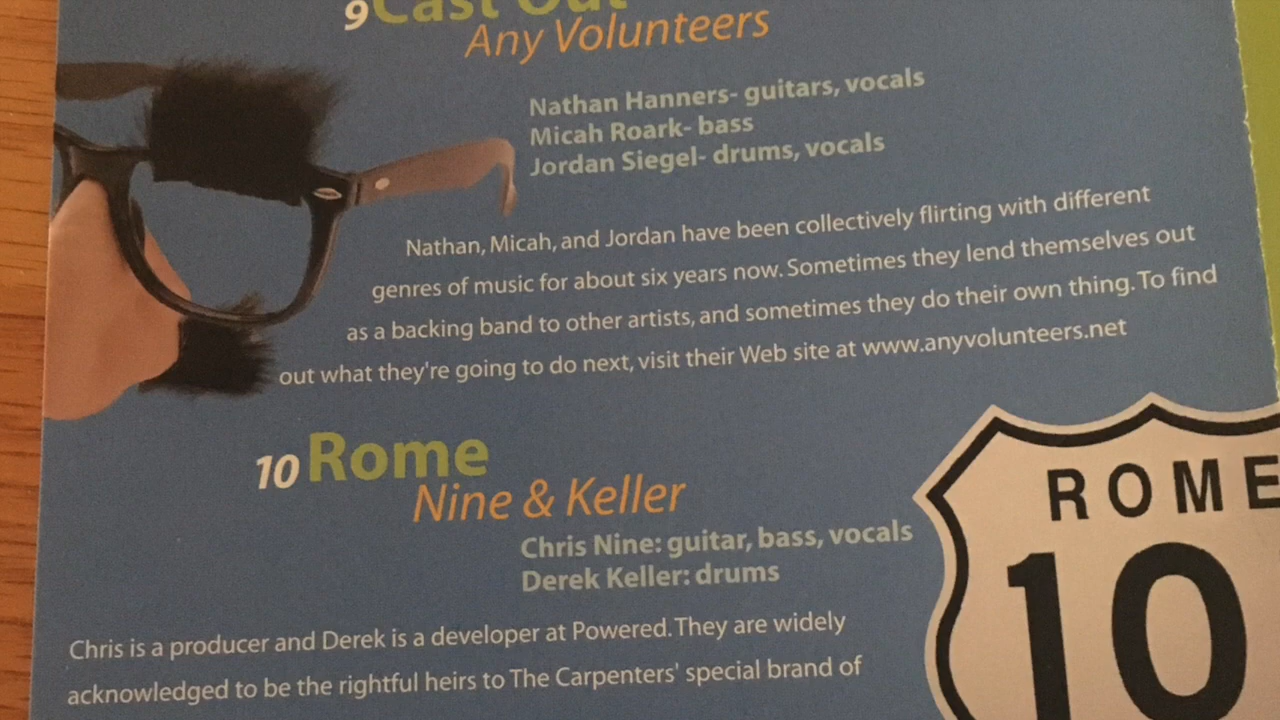 9 Cast Out
Any Volunteers
Nathan Hanners- guitars, vocals
Micah Roark- bass
Jordan Siegel- drums, vocals
Nathan, Micah, and Jordan have been collectively flirting with different
genres of music for about six years now. Sometimes they lend themselves out
as a backing band to other artists, and sometimes they do their own thing. To find
out what they're going to do next, visit their Web site at www.anyvolunteers.net
10 Rome
Nine & Keller
Chris Nine: guitar, bass, vocals
Derek Keller: drums
Chris is a producer and Derek is a developer at Powered. They are widely
acknowledged to be the rightful heirs to The Carpenters' special brand of
ROME
10